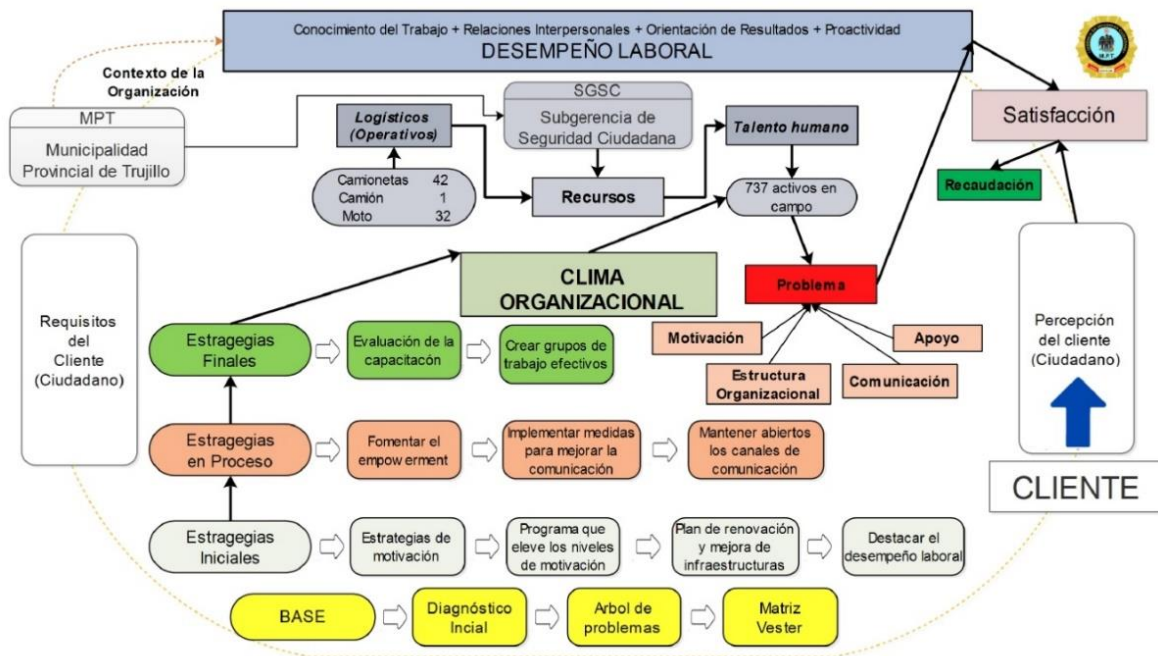 Conocimiento del Trabajo + Relaciones Interpersonales + Orientación de Resultados + Proactividad
DESEMPEÑO LABORAL
Contexto de la
Organización
MPT
Municipalidad
Provincial de Trujillo
Logísticos
(Operativos)
SGSC
Subgerencia de
Seguridad Ciudadana
Talento humano
Satisfacción
Camionetas 42
Camión 1
Moto 32
Recursos
737 activos en
campo
Recaudación
CLIMA
ORGANIZACIONAL
Problema
Motivación
Apoyo
Estructura
Organizacional
Comunicación
Requisitos
del
Cliente
(Ciudadano)
Percepción
del cliente
(Ciudadano)
CLIENTE
Estragegias
Finales
Evaluación de la
capacitacón
Crear grupos de
trabajo efectivos
Estragegias
en Proceso
Fomentar el
empowerment
Implementar medidas
para mejorar la
comunicación
Mantener abiertos
los canales de
comunicación
Estragegias
Iniciales
Estrategias de
motivación
Programa que
eleve los niveles
de motivación
Plan de renovación
y mejora de
infraestructuras
Destacar el
desempeño laboral
BASE
Diagnóstico
Incial
Arbol de
problemas
Matriz
Vester